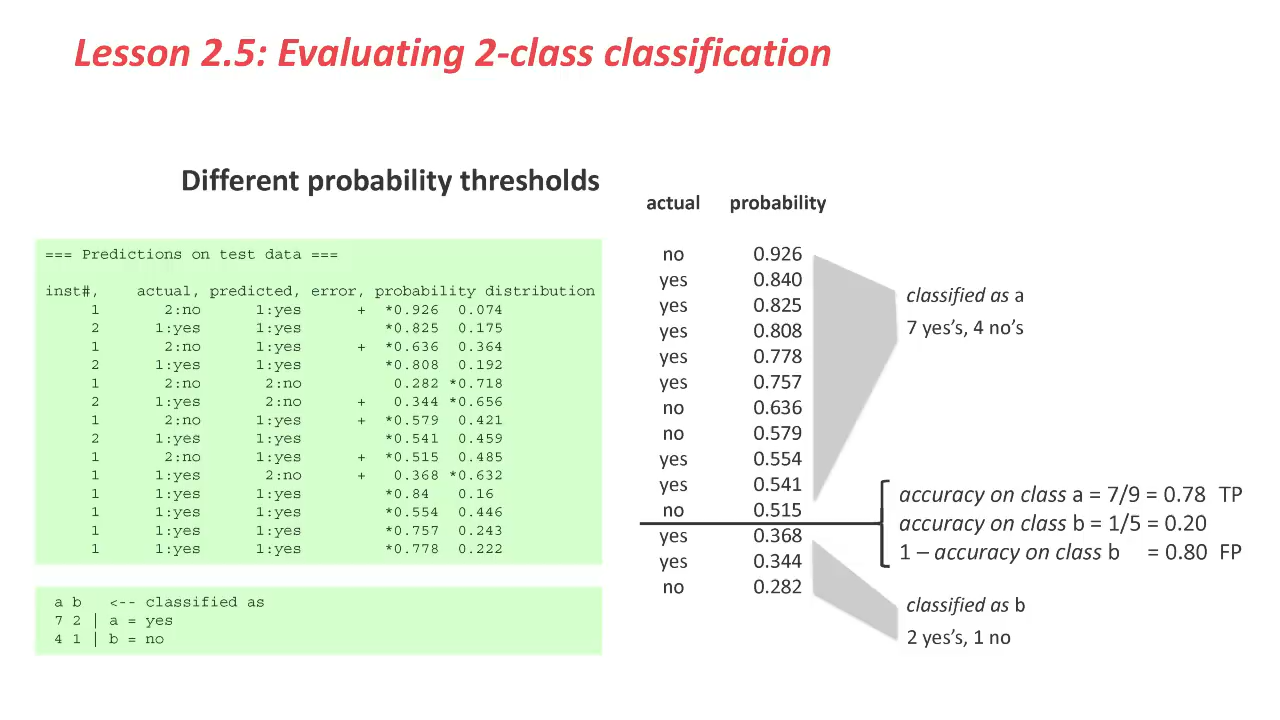 Lesson 2.5: Evaluating 2-class classification
Different probability thresholds
=== Predictions on test data ===
inst#, actual, predicted, error, probability distribution
1 2:no 1:yes + *0.926 0.074
2 1:yes 1:yes *0.825 0.175
1 2:no 1:yes + *0.636 0.364
2 1:yes 1:yes *0.808 0.192
1 2:no 2:no 0.282 *0.718
2 1:yes 2:no + 0.344 *0.656
1 2:no 1:yes + *0.579 0.421
2 1:yes 1:yes *0.541 0.459
1 2:no 1:yes + *0.515 0.485
1 1:yes 2:no + 0.368 *0.632
1 1:yes 1:yes *0.84 0.16
1 1:yes 1:yes *0.554 0.446
1 1:yes 1:yes *0.757 0.243
1 1:yes 1:yes *0.778 0.222
a b <-- classified as
7 2 | a = yes
4 1 | b = no
actual probability
no 0.926
yes 0.840
yes 0.825
yes 0.808
yes 0.778
yes 0.757
no 0.636
no 0.579
yes 0.554
yes 0.541
no 0.515
yes 0.368
yes 0.344
no 0.282
classified as a
7 yes's, 4 no's
accuracy on class a = 7/9 = 0.78 TP
accuracy on class b = 1/5 = 0.20
1 – accuracy on class b = 0.80 FP
classified as b
2 yes's, 1 no